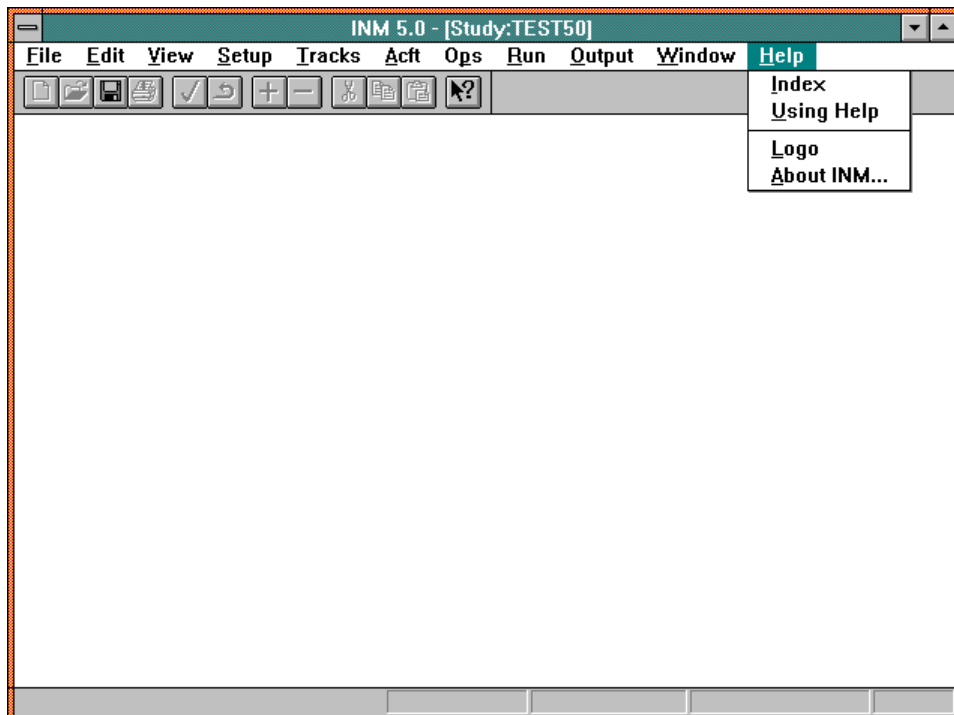 INM 5.0 - [Study:TEST50]
File Edit View Setup Tracks Acft Ops Run Output Window Help
Index
Using Help
Logo
About INM...